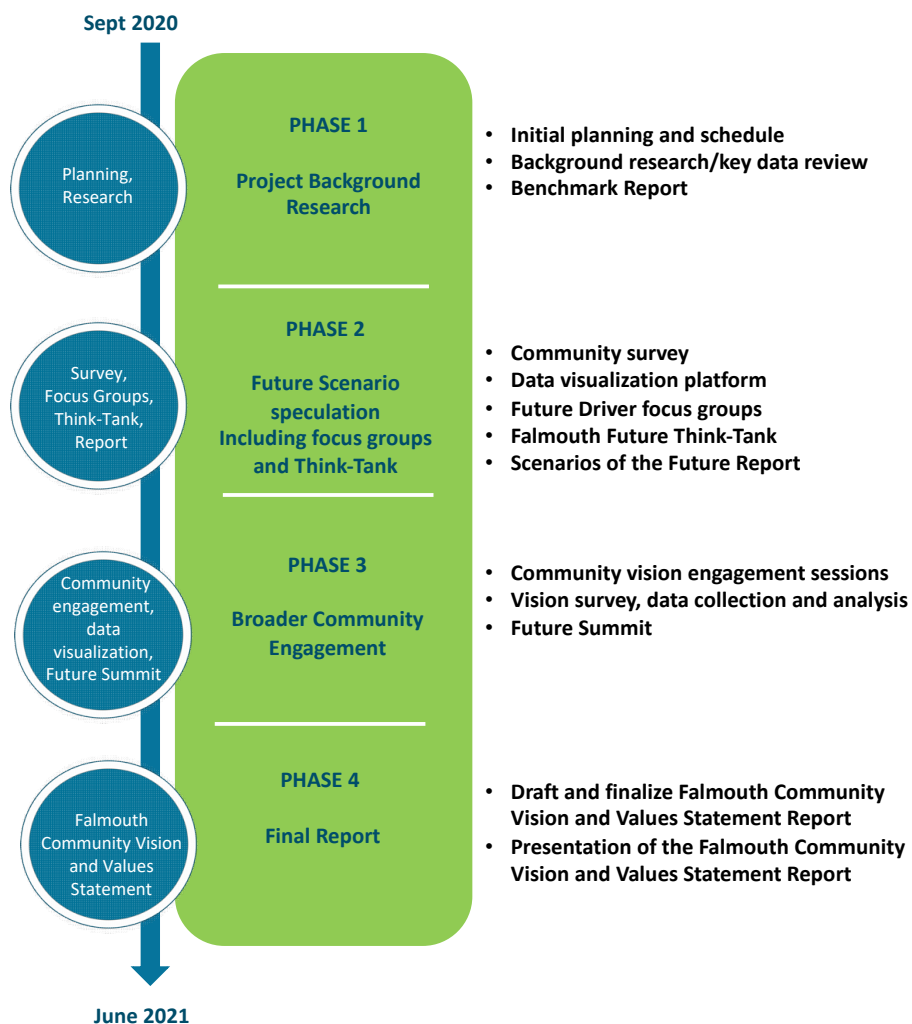 Sept 2020
Planning,
Research
PHASE 1
Project Background
Research
• Initial planning and schedule
• Background research/key data review
• Benchmark Report
Survey,
Focus Groups,
Think-Tank,
Report
PHASE 2
Future Scenario
speculation
Including focus groups
and Think-Tank
• Community survey
• Data visualization platform
• Future Driver focus groups
• Falmouth Future Think-Tank
• Scenarios of the Future Report
Community
engagement,
data
visualization,
Future Summit
PHASE 3
Broader Community
Engagement
• Community vision engagement sessions
• Vision survey, data collection and analysis
• Future Summit
Falmouth
Community Vision
and Values
Statement
PHASE 4
Final Report
• Draft and finalize Falmouth Community
Vision and Values Statement Report
• Presentation of the Falmouth Community
Vision and Values Statement Report
June 2021